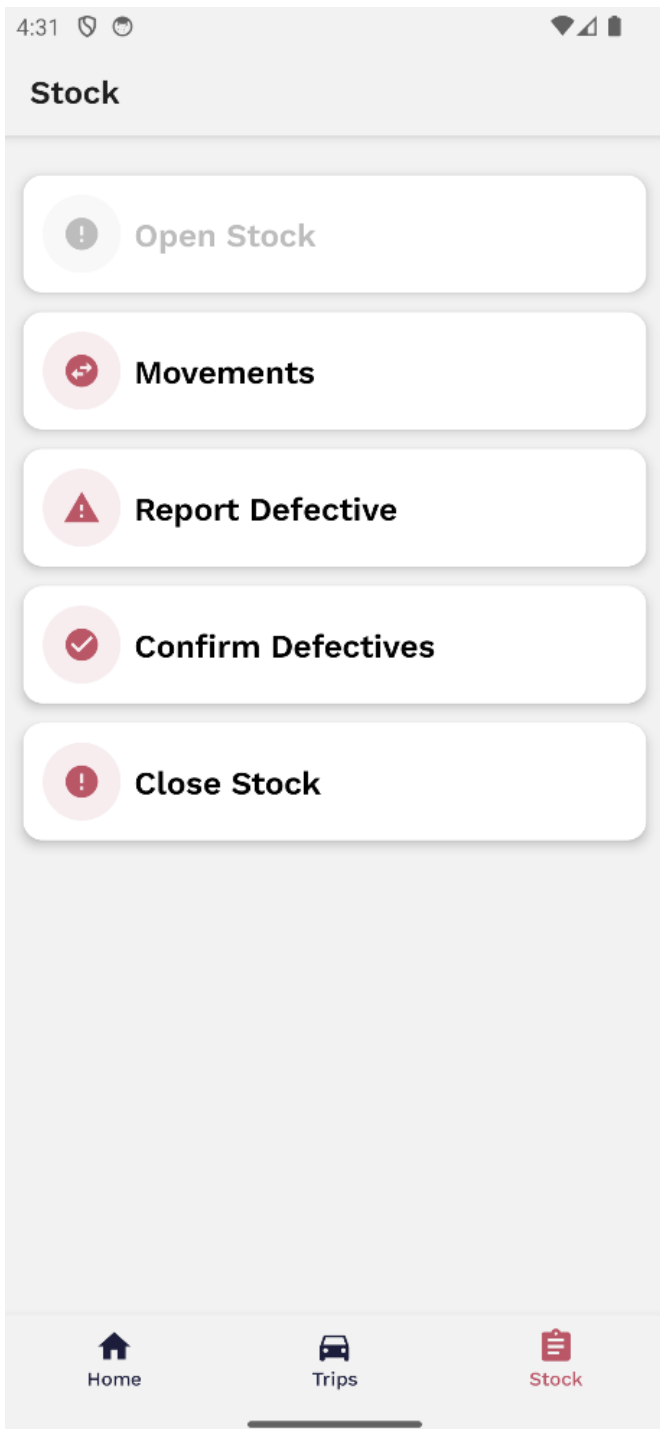 4:31
Stock
Open Stock
Movements
Report Defective
Confirm Defectives
Close Stock
Home
Trips
Stock